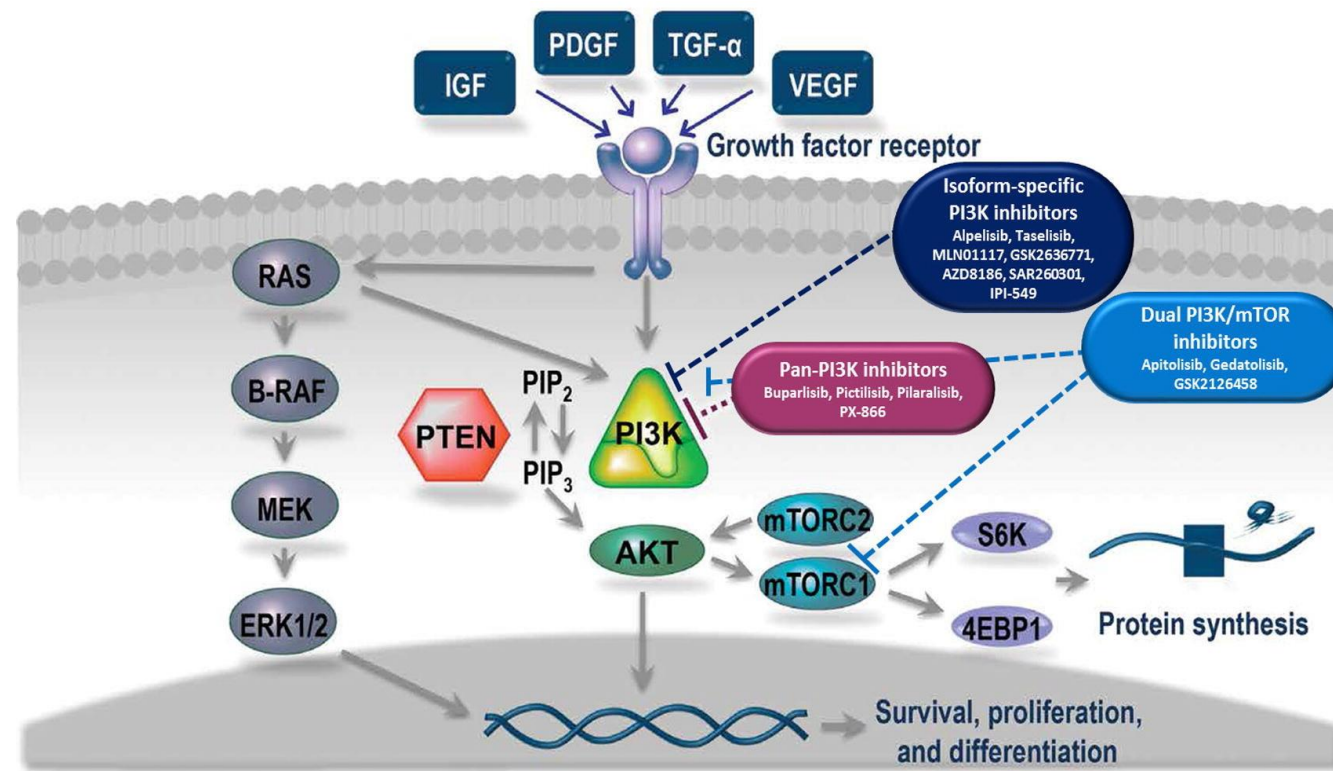 IGF
PDGF
TGF-α
VEGF
Growth factor receptor
Isoform-specific
PI3K inhibitors
Alpelisib, Taselisib,
MLN01117, GSK2636771,
AZD8186, SAR260301,
IPI-549
RAS
Dual PI3K/mTOR
inhibitors
Apitolisib, Gedatolisib,
GSK2126458
Pan-PI3K inhibitors
Buparlisib, Pictilisib, Pilaralisib,
PX-866
B-RAF
PIP₂
PTEN
PI3K
PIP₃
MEK
mTORC2
S6K
AKT
mTORC1
ERK1/2
4EBP1
Protein synthesis
Survival, proliferation,
and differentiation